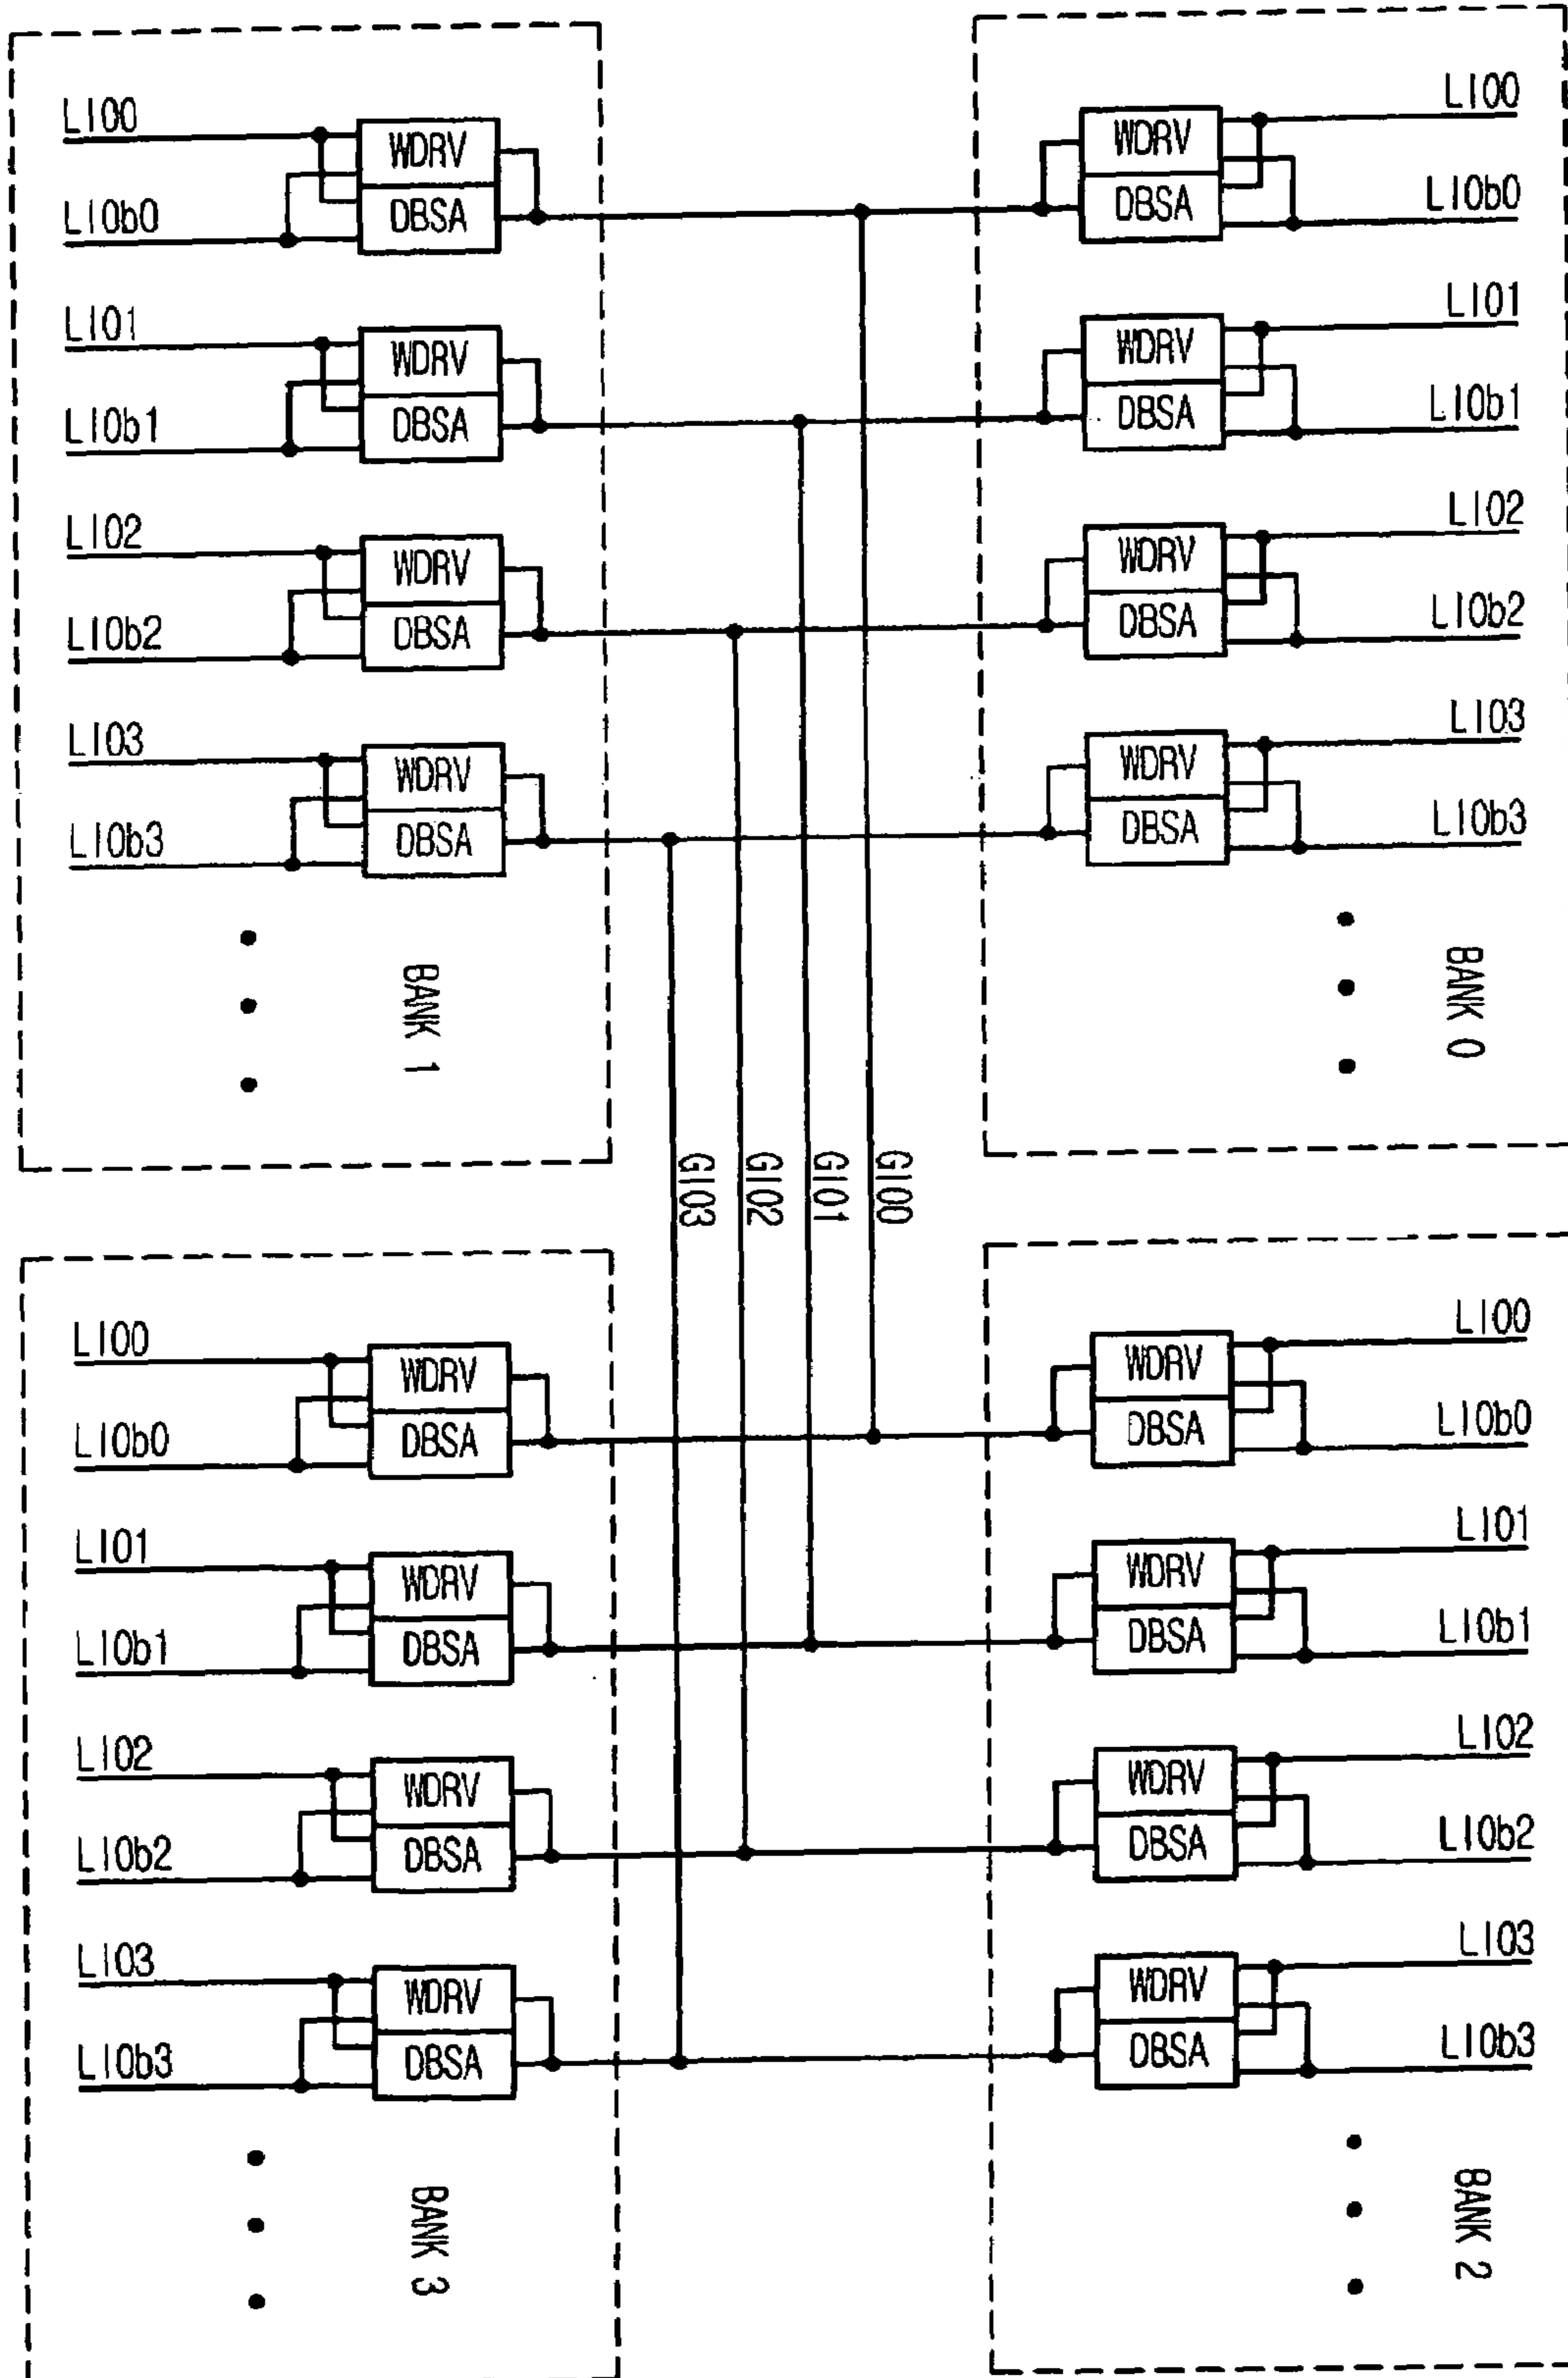 LIO0
WDRV
DBSA
LIOb0
LIO1
WDRV
DBSA
LIOb1
LIO2
WDRV
DBSA
LIOb2
LIO3
WDRV
DBSA
LIOb3
BANK 1
LIO0
WDRV
DBSA
LIOb0
LIO1
WDRV
DBSA
LIOb1
LIO2
WDRV
DBSA
LIOb2
LIO3
WDRV
DBSA
LIOb3
BANK 0
GIO3
GIO2
GIO1
GIO0
LIO0
WDRV
DBSA
LIOb0
LIO1
WDRV
DBSA
LIOb1
LIO2
WDRV
DBSA
LIOb2
LIO3
WDRV
DBSA
LIOb3
BANK 3
LIO0
WDRV
DBSA
LIOb0
LIO1
WDRV
DBSA
LIOb1
LIO2
WDRV
DBSA
LIOb2
LIO3
WDRV
DBSA
LIOb3
BANK 2